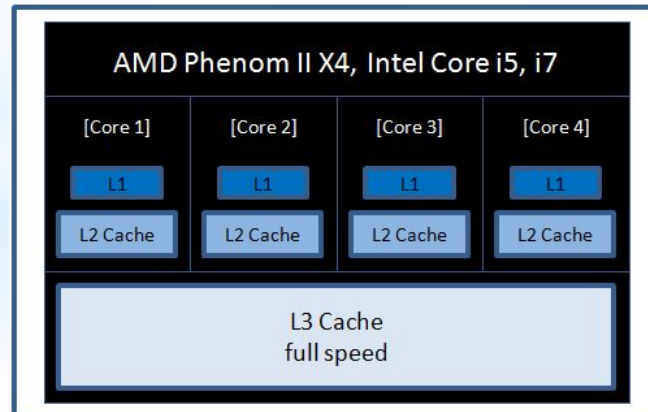 AMD Phenom II X4, Intel Core i5, i7
[Core 1] [Core 2] [Core 3] [Core 4]
L1 L1 L1 L1
L2 Cache L2 Cache L2 Cache L2 Cache
L3 Cache
full speed